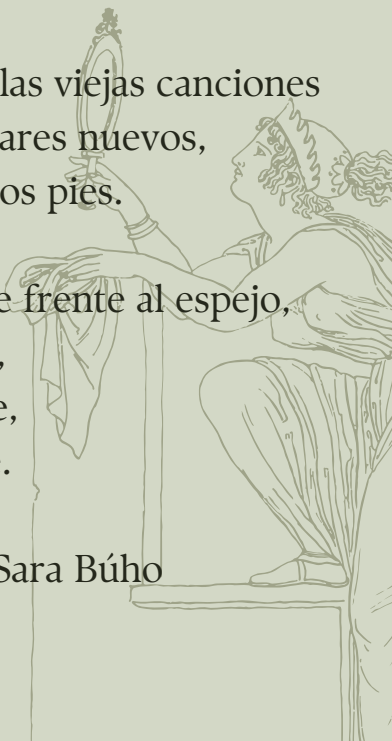 las viejas canciones
ares nuevos,
os pies.
e frente al espejo,
,
e,
.
Sara Búho